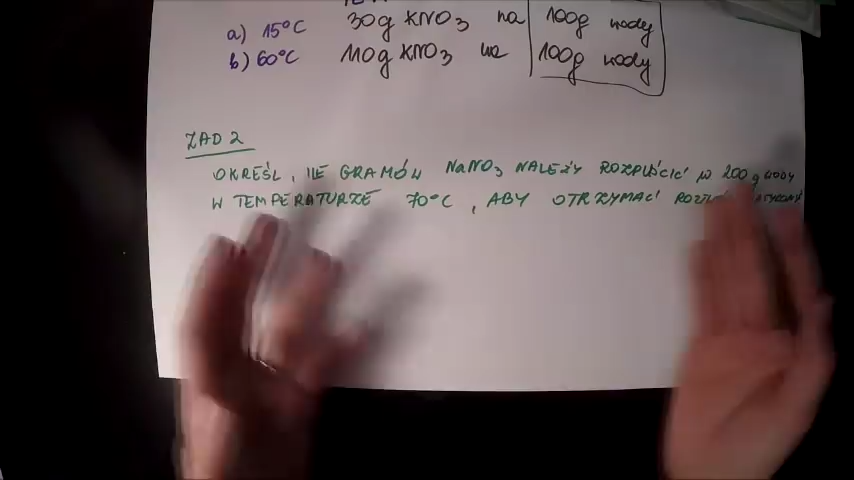 a) 15°C 30g KNO3 na 100g wody
b) 60°C 110g KNO3 na 100g wody
ZAD 2
OKREŚL, ILE GRAMÓW NaNO3 NALEŻY ROZPUŚCIĆ W 200g WODY
W TEMPERATURZE 70°C, ABY OTRZYMAĆ